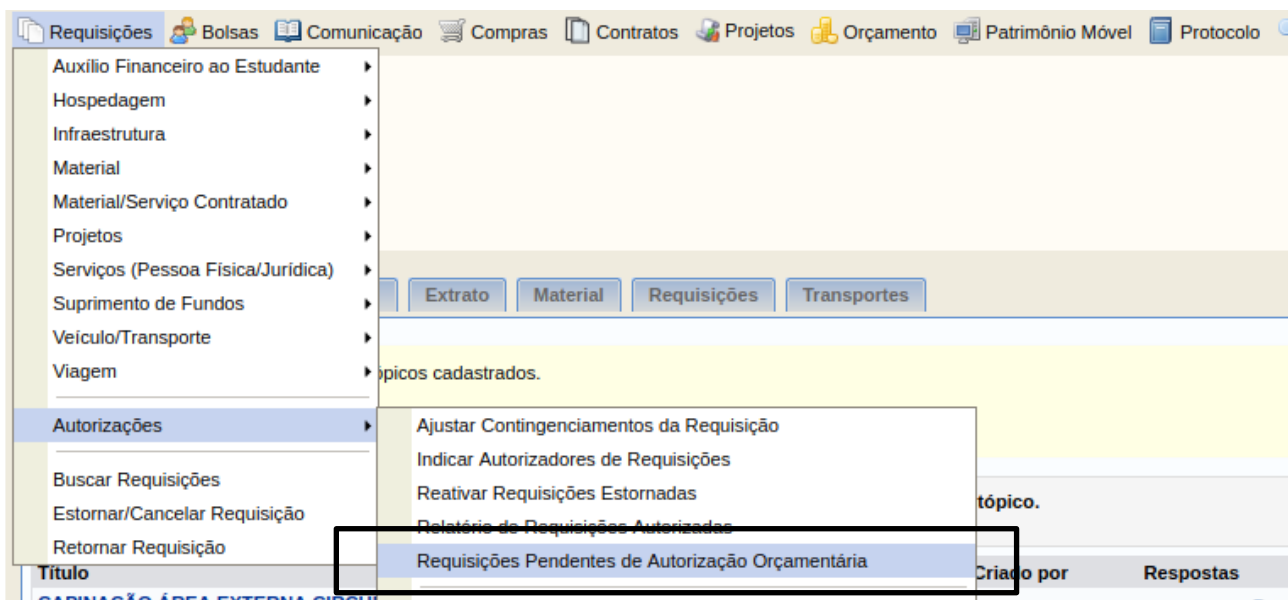 Requisições Bolsas Comunicação Compras Contratos Projetos Orçamento Patrimônio Móvel Protocolo
Auxílio Financeiro ao Estudante
Hospedagem
Infraestrutura
Material
Material/Serviço Contratado
Projetos
Serviços (Pessoa Física/Jurídica)
Suprimento de Fundos
Veículo/Transporte
Viagem
Autorizações
Buscar Requisições
Estornar/Cancelar Requisição
Retornar Requisição
Extrato Material Requisições Transportes
ópicos cadastrados.
Ajustar Contingenciamentos da Requisição
Indicar Autorizadores de Requisições
Reativar Requisições Estornadas
Relatório de Requisições Autorizadas
Requisições Pendentes de Autorização Orçamentária
tópico.
Título Criado por Respostas
CAPINAÇÃO ÁREA EXTERNA